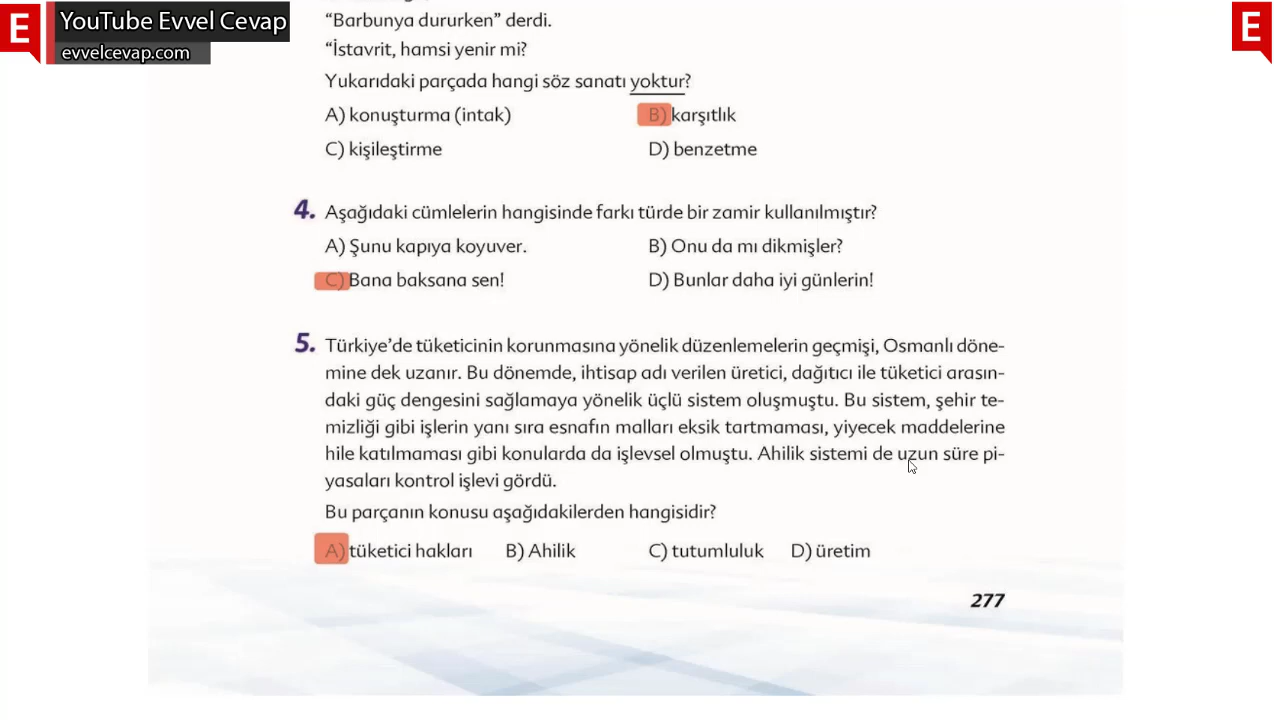 YouTube Evvel Cevap
evvelcevap.com
E
E
"Barbunya dururken" derdi.
"İstavrit, hamsi yenir mi?
Yukarıdaki parçada hangi söz sanatı yoktur?
A) konuşturma (intak)
B) karşıtlık
C) kişileştirme
D) benzetme
4. Aşağıdaki cümlelerin hangisinde farkı türde bir zamir kullanılmıştır?
A) Şunu kapıya koyuver.
B) Onu da mı dikmişler?
C) Bana baksana sen!
D) Bunlar daha iyi günlerin!
5. Türkiye'de tüketicinin korunmasına yönelik düzenlemelerin geçmişi, Osmanlı döne-
mine dek uzanır. Bu dönemde, ihtisap adı verilen üretici, dağıtıcı ile tüketici arasın-
daki güç dengesini sağlamaya yönelik üçlü sistem oluşmuştu. Bu sistem, şehir te-
mizliği gibi işlerin yanı sıra esnafın malları eksik tartmaması, yiyecek maddelerine
hile katılmaması gibi konularda da işlevsel olmuştu. Ahilik sistemi de uzun süre pi-
yasaları kontrol işlevi gördü.
Bu parçanın konusu aşağıdakilerden hangisidir?
A) tüketici hakları
B) Ahilik
C) tutumluluk
D) üretim
277